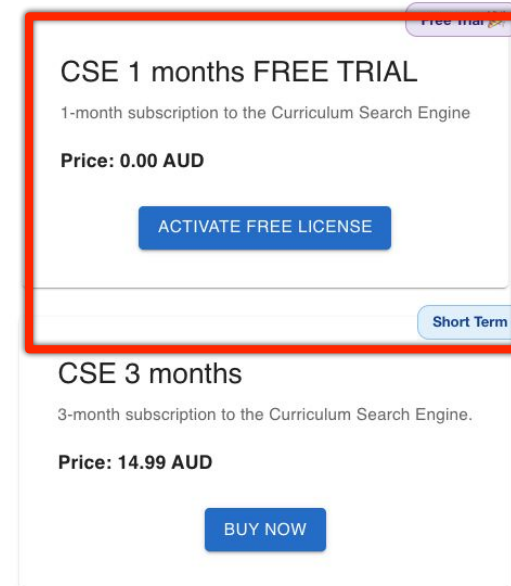 Free Trial
CSE 1 months FREE TRIAL
1-month subscription to the Curriculum Search Engine
Price: 0.00 AUD
ACTIVATE FREE LICENSE
Short Term
CSE 3 months
3-month subscription to the Curriculum Search Engine.
Price: 14.99 AUD
BUY NOW